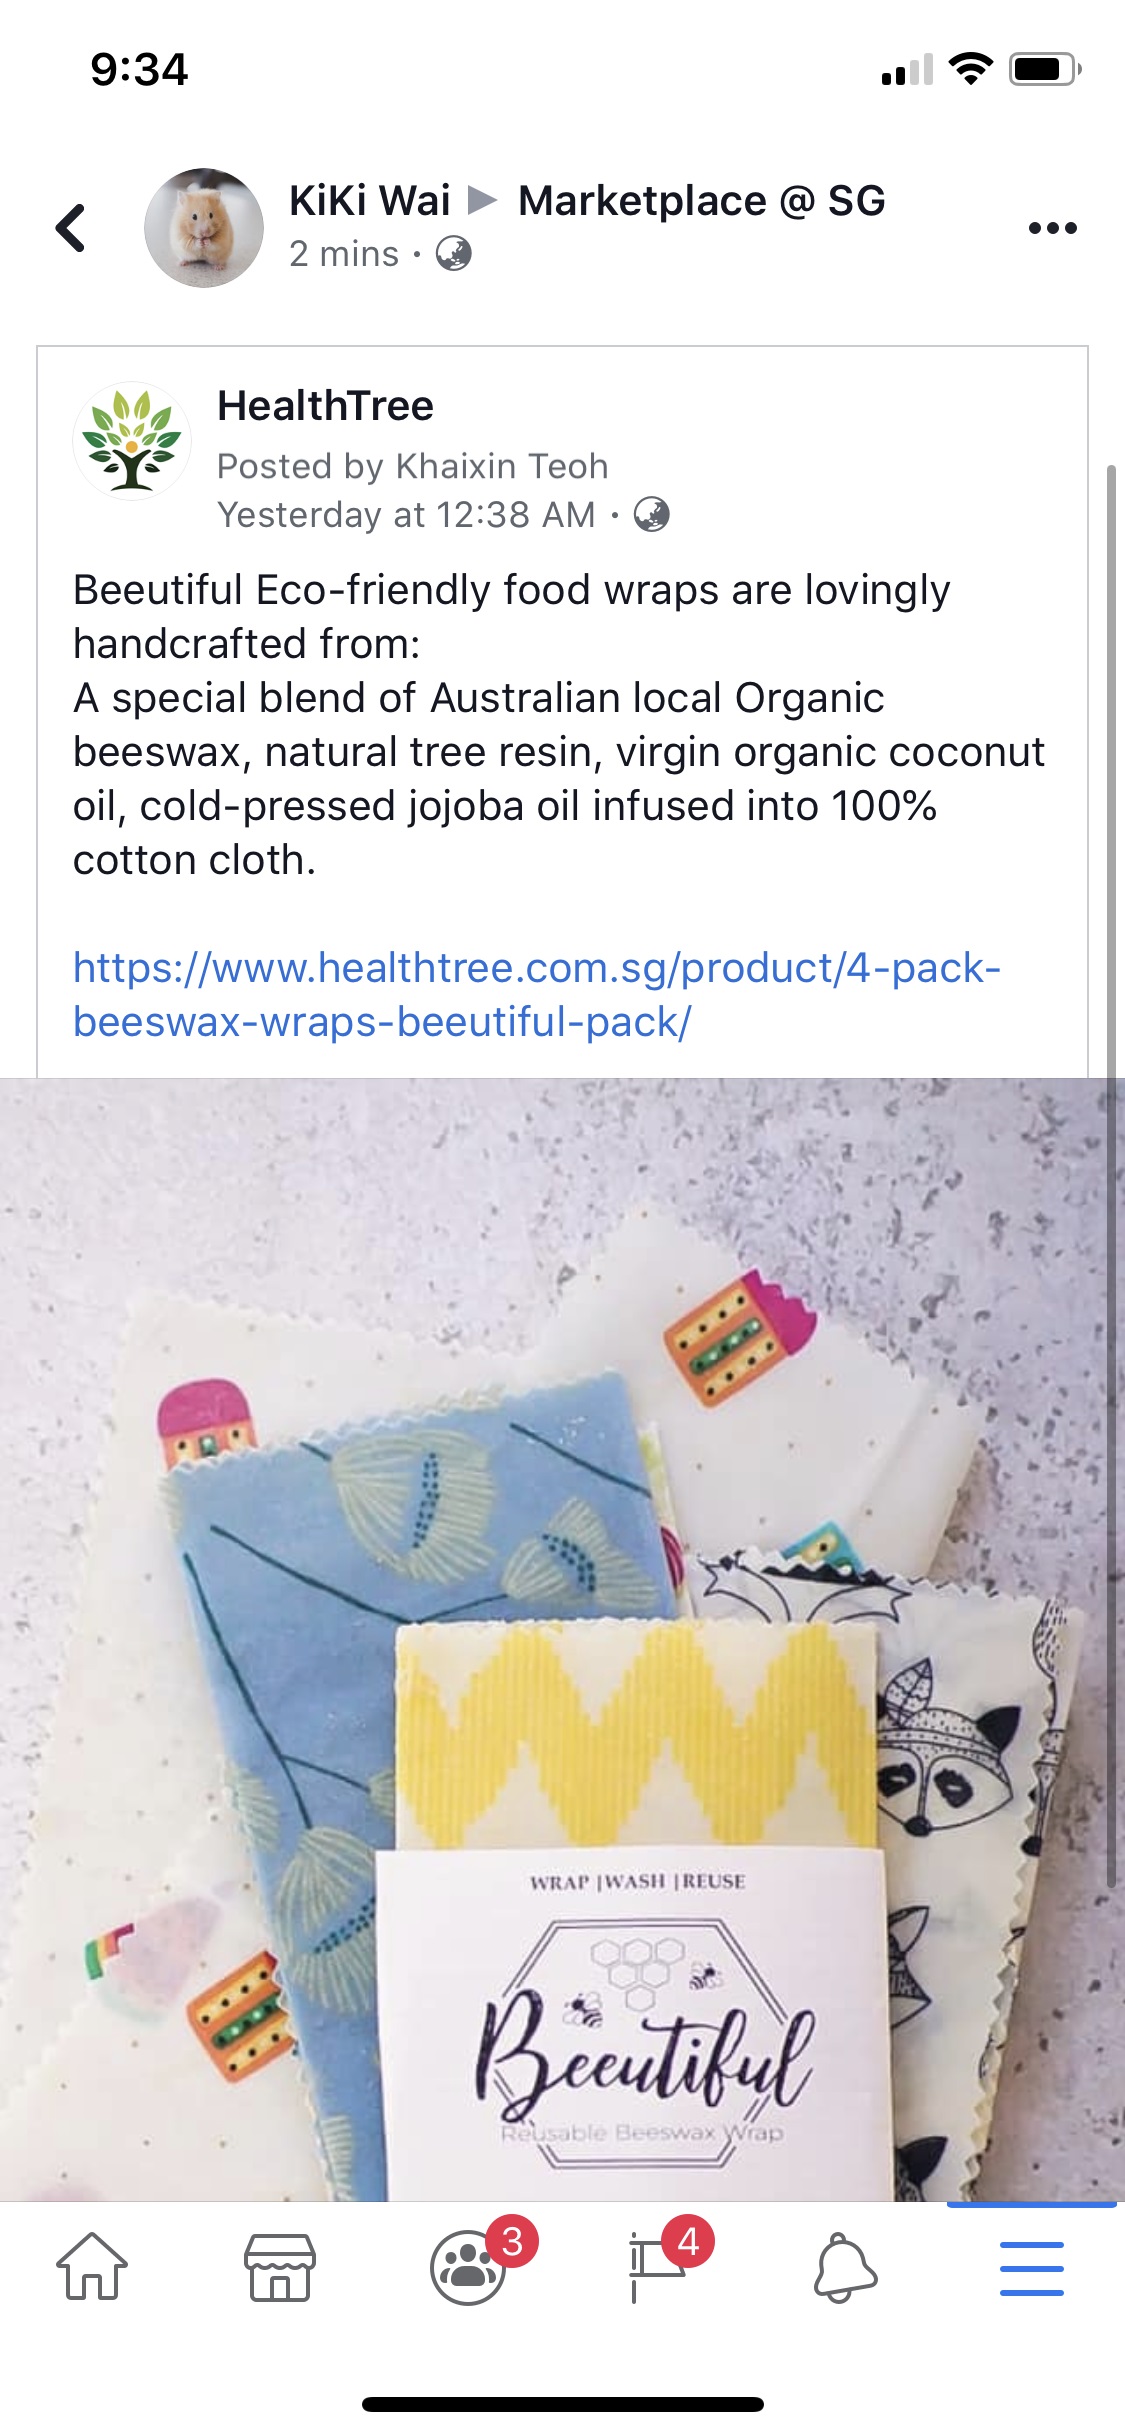 9:34
KiKi Wai ▶ Marketplace @ SG
2 mins ·
HealthTree
Posted by Khaixin Teoh
Yesterday at 12:38 AM ·
Beeutiful Eco-friendly food wraps are lovingly
handcrafted from:
A special blend of Australian local Organic
beeswax, natural tree resin, virgin organic coconut
oil, cold-pressed jojoba oil infused into 100%
cotton cloth.
https://www.healthtree.com.sg/product/4-pack-
beeswax-wraps-beeutiful-pack/
WRAP |WASH |REUSE
Beeutiful
Reusable Beeswax Wrap
3
4